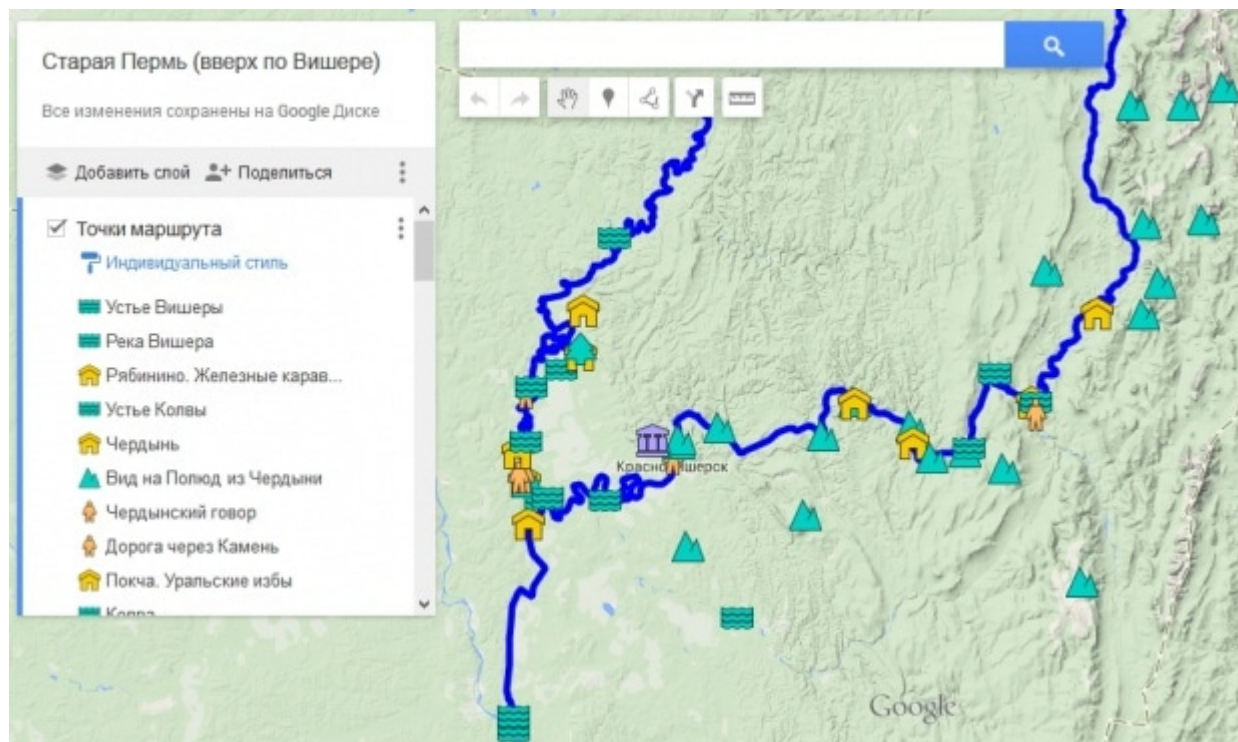 Старая Пермь (вверх по Вишере)
Все изменения сохранены на Google Диске
Добавить слой Поделиться
Точки маршрута
Индивидуальный стиль
Устье Вишеры
Река Вишера
Рябинино. Железные карав...
Устье Колвы
Чердынь
Вид на Полюд из Чердыни
Чердынский говор
Дорога через Камень
Покча. Уральские избы
Google